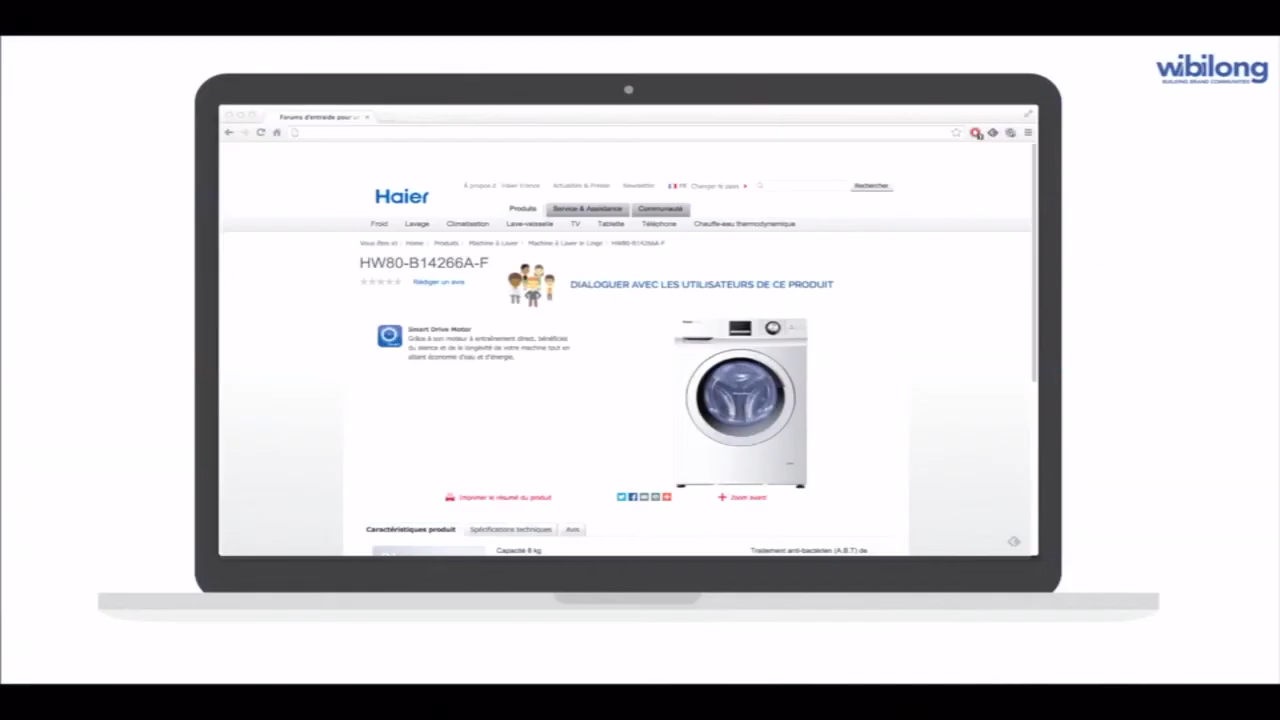 wibilong
BUILDING BRAND COMMUNITIES
Forums d'entraide pour
Haier
À propos d Haier France Actualités & Presse Newsletter FR Changer le pays Rechercher
Produits Service & Assistance Communauté
Froid Lavage Climatisation Lave-vaisselle TV Tablette Téléphone Chauffe-eau thermodynamique
Vous êtes ici : Home Produits Machine à Laver Machine à Laver le Linge HW80-B14266A-F
HW80-B14266A-F
Rédiger un avis
DIALOGUER AVEC LES UTILISATEURS DE CE PRODUIT
Smart Drive Motor
Grâce à son moteur à entraînement direct, bénéficiez
du silence et de la longévité de votre machine tout en
alliant économie d'eau et d'énergie.
Imprimer le résumé du produit
Zoom avant
Caractéristiques produit Spécifications techniques Avis
Capacité 8 kg
Traitement anti-bactérien (A.B.T) de